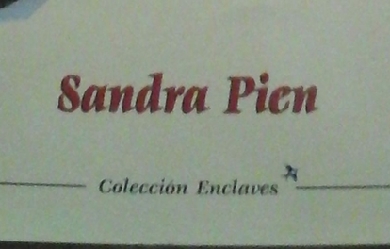 Sandra Pien
Colección Enclaves